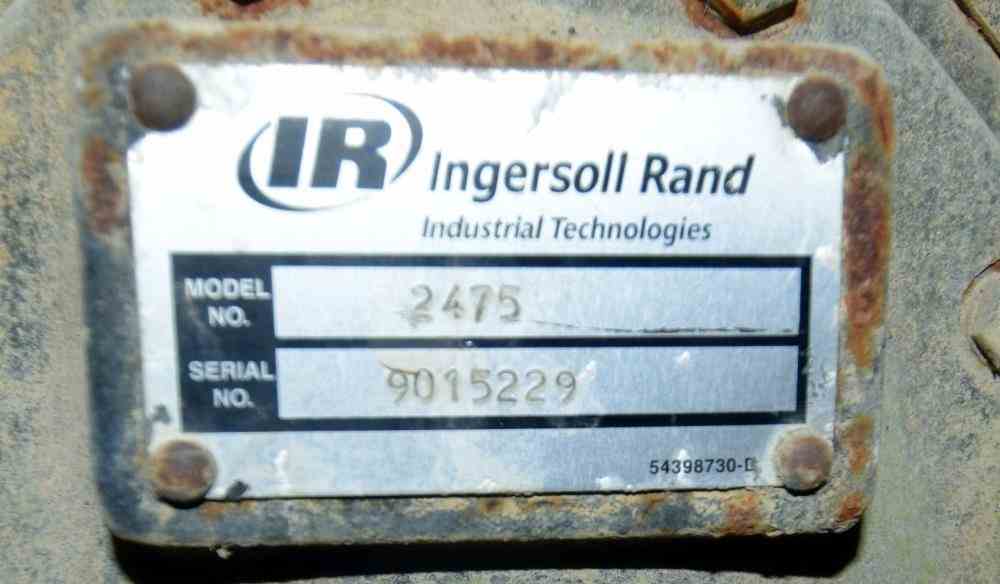 IR Ingersoll Rand
Industrial Technologies
MODEL NO. 2475
SERIAL NO. 9015229
54398730-D